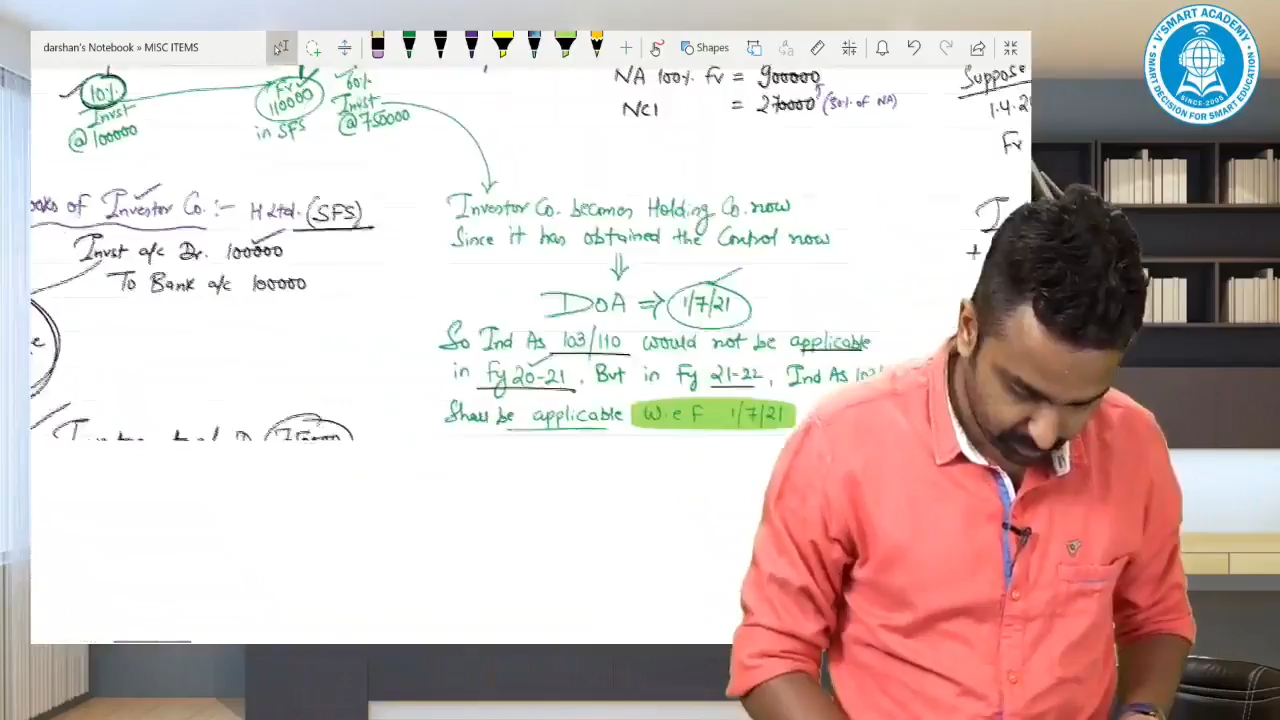 darshan's Notebook » MISC ITEMS
Shapes
10%
Invst
@100000
Fv
110000
in SFS
60%
Invst
@750000
NA 100% Fv = 900000
NCI = 270000 (30% of NA)
Suppose
1.4.2
Fv
ooks of Investor Co. :- H Ltd. (SFS)
Invst a/c Dr. 100000
To Bank a/c 100000
Investor Co. becomes Holding Co. now
Since it has obtained the Control now
DOA ⇒ 1/7/21
So Ind As 103/110 would not be applicable
in Fy 20-21. But in Fy 21-22, Ind As 103
Shall be applicable W.e.F 1/7/21
V'SMART ACADEMY
SMART DECISION FOR SMART EDUCATION
SINCE-2005